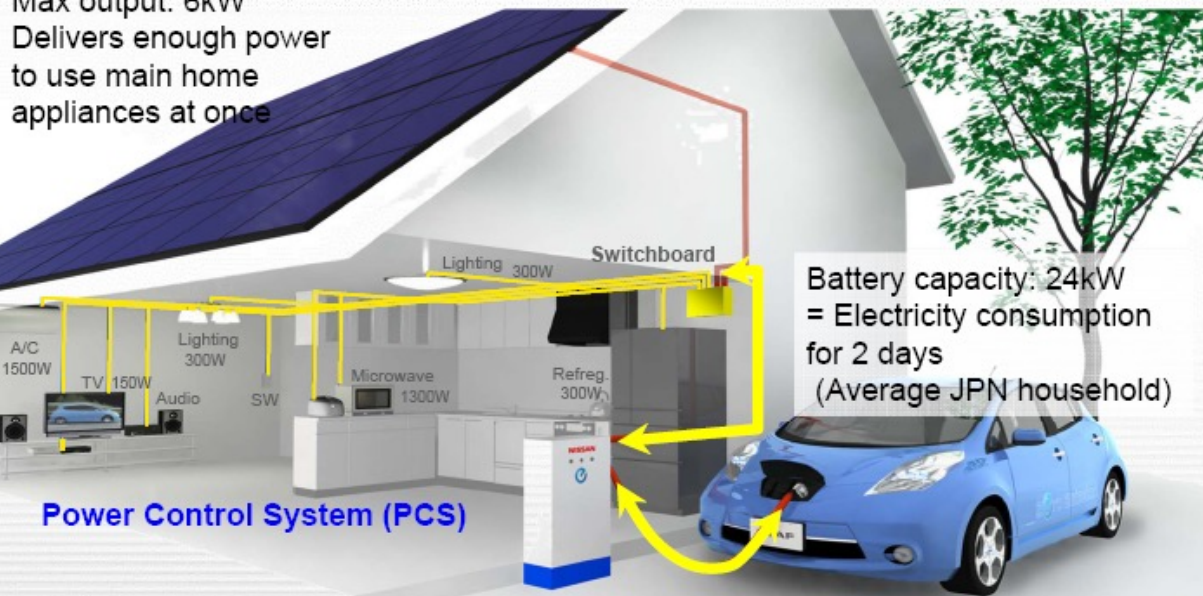 Max output: 6kW
Delivers enough power
to use main home
appliances at once
Switchboard
Lighting 300W
Battery capacity: 24kW
= Electricity consumption
for 2 days
(Average JPN household)
A/C
1500W
Lighting
300W
TV 150W
Audio
SW
Microwave
1300W
Refreg.
300W
NISSAN
Power Control System (PCS)